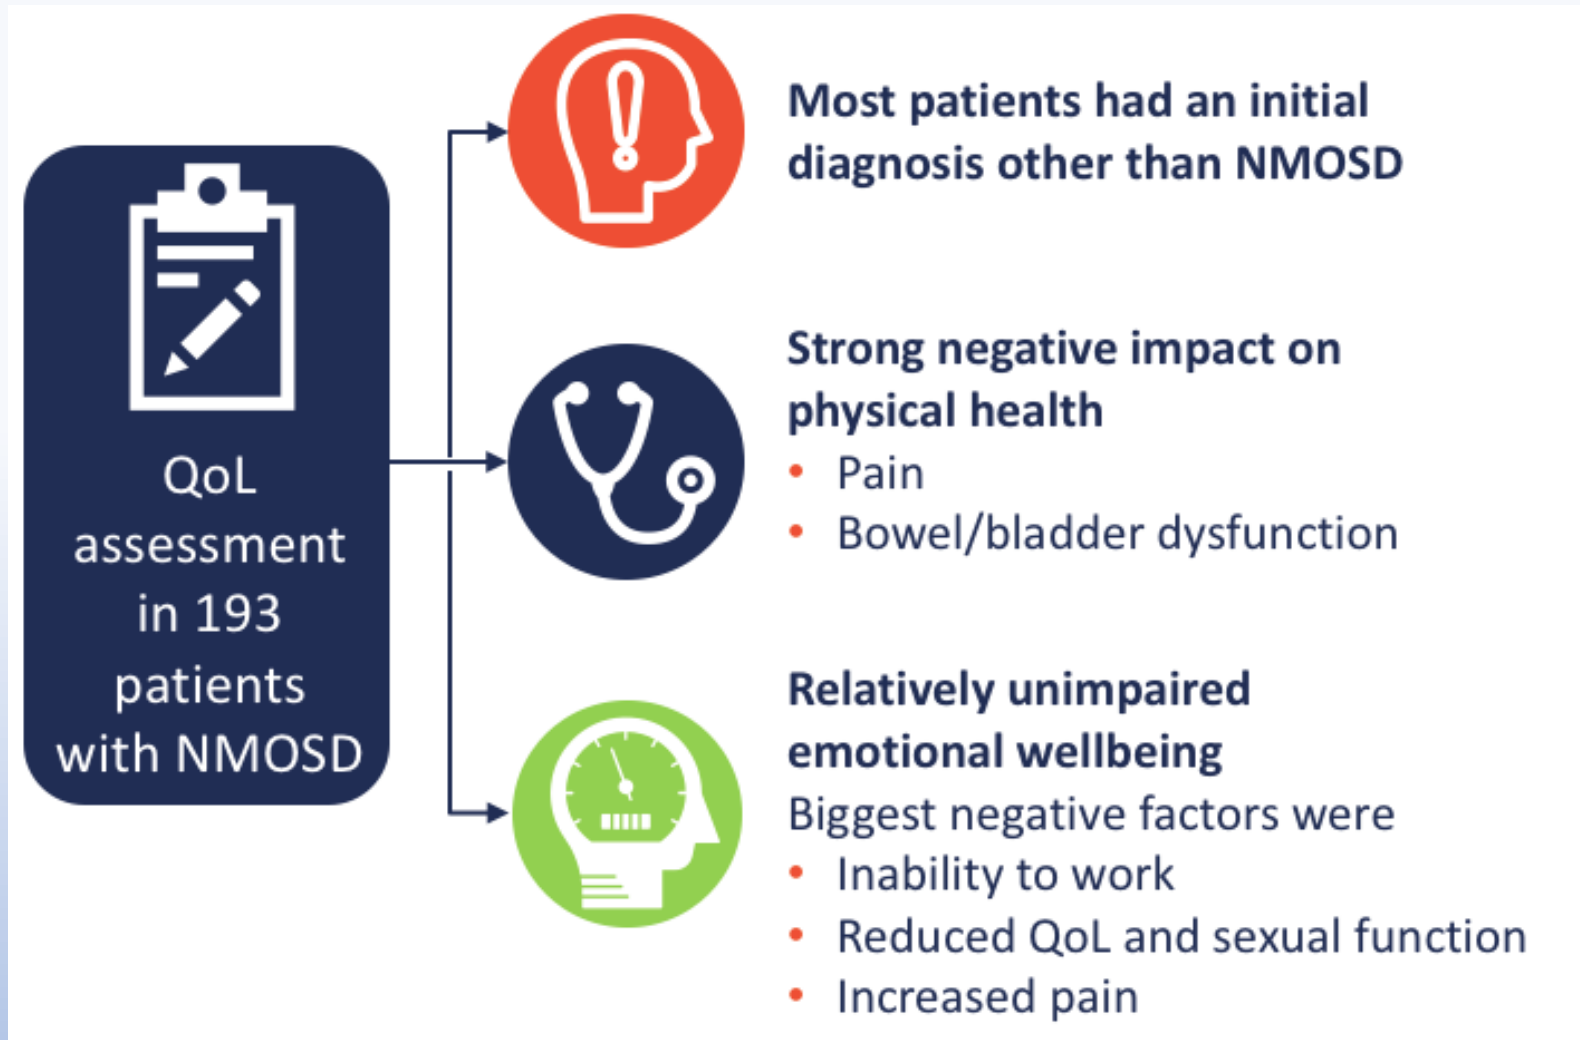 QoL
assessment
in 193
patients
with NMOSD
Most patients had an initial
diagnosis other than NMOSD
Strong negative impact on
physical health
• Pain
• Bowel/bladder dysfunction
Relatively unimpaired
emotional wellbeing
Biggest negative factors were
• Inability to work
• Reduced QoL and sexual function
• Increased pain